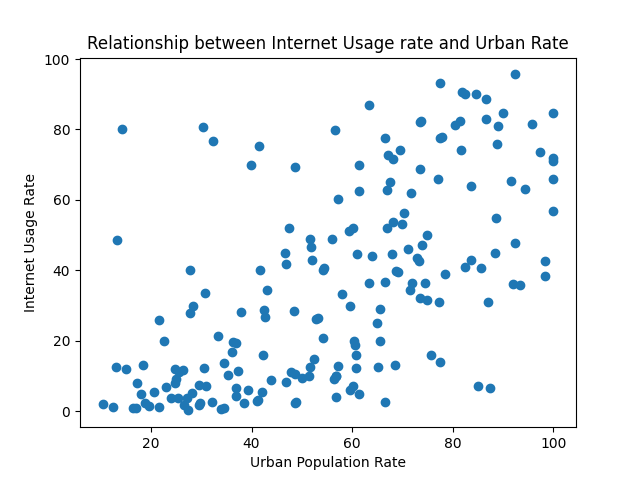 Relationship between Internet Usage rate and Urban Rate
100
80
60
40
20
0
Internet Usage Rate
20 40 60 80 100
Urban Population Rate